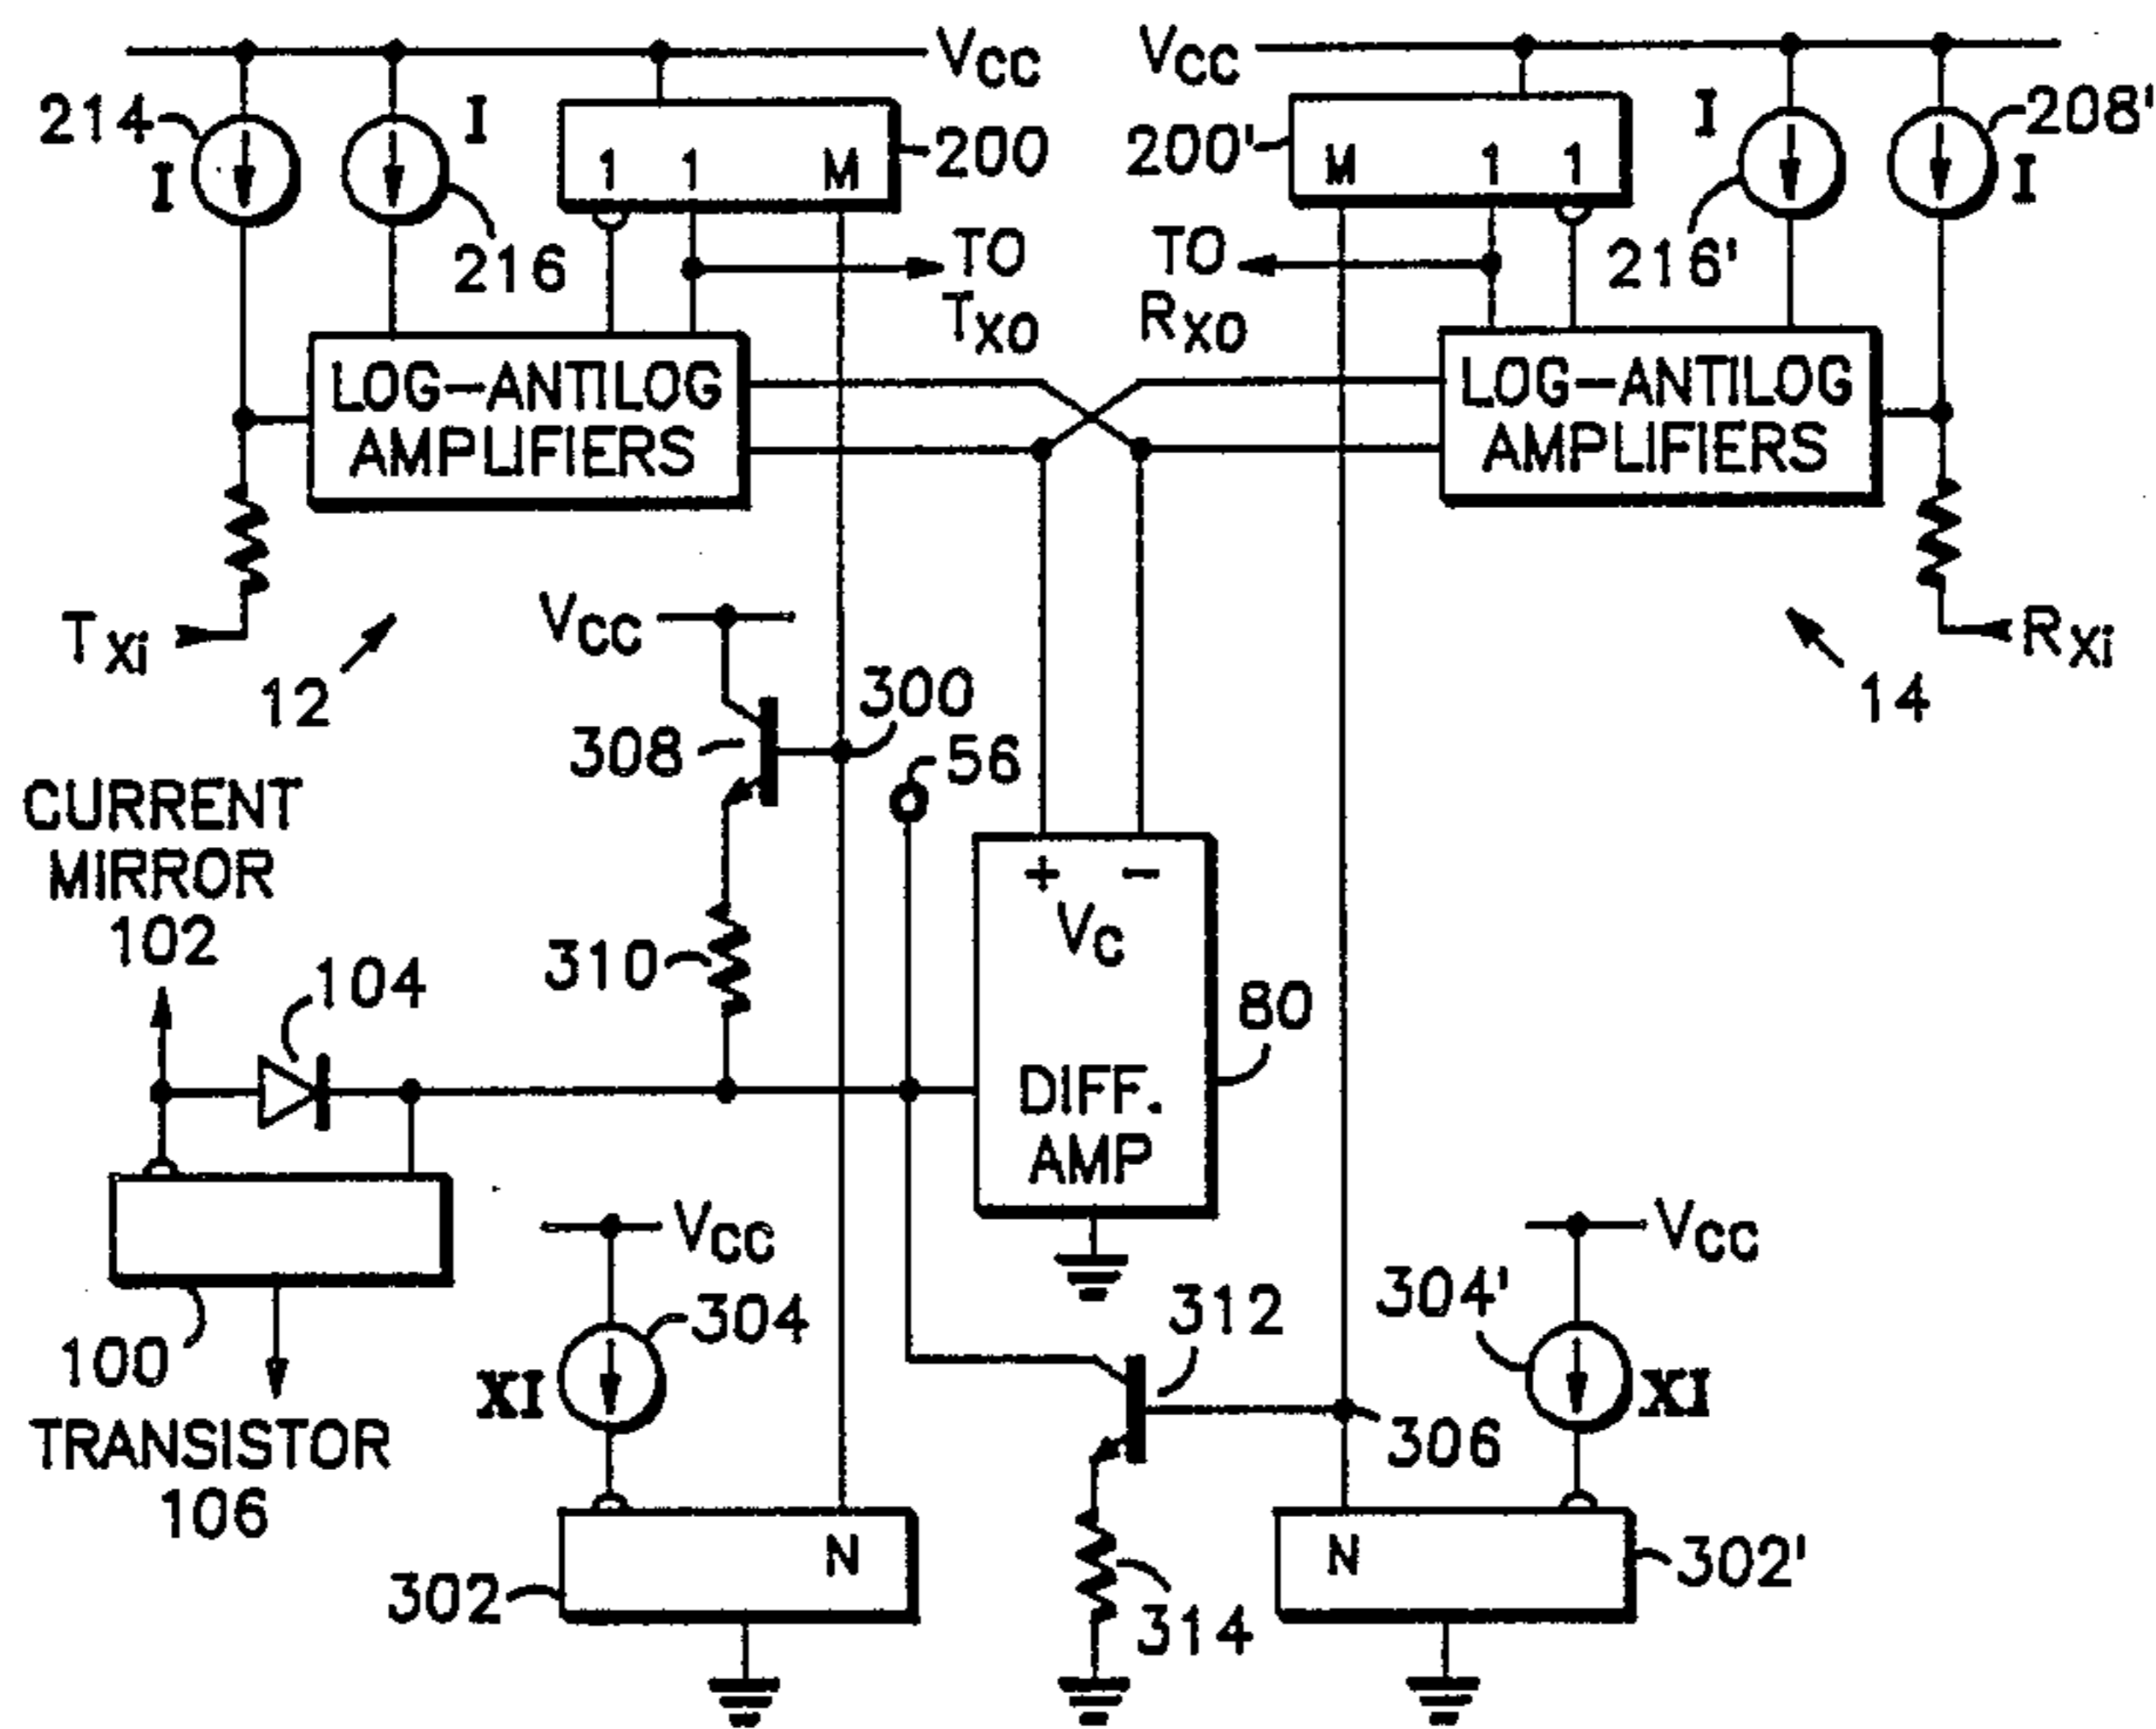 VCC
VCC
214
I
I
1 1 M
200
200'
M 1 1
I
208'
I
216
TO
TXO
TO
RXO
216'
LOG-ANTILOG
AMPLIFIERS
LOG-ANTILOG
AMPLIFIERS
TXi
12
VCC
RXi
14
308
300
56
CURRENT
MIRROR
102
+ -
VC
310
104
80
DIFF.
AMP
100
TRANSISTOR
106
VCC
304
XI
312
VCC
304'
XI
306
302
N
314
N
302'